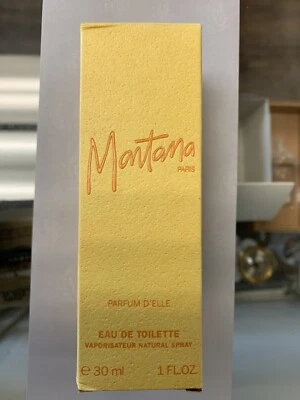 Montana
PARIS
PARFUM D'ELLE
EAU DE TOILETTE
VAPORISATEUR NATURAL SPRAY
e 30 ml 1 FL.OZ